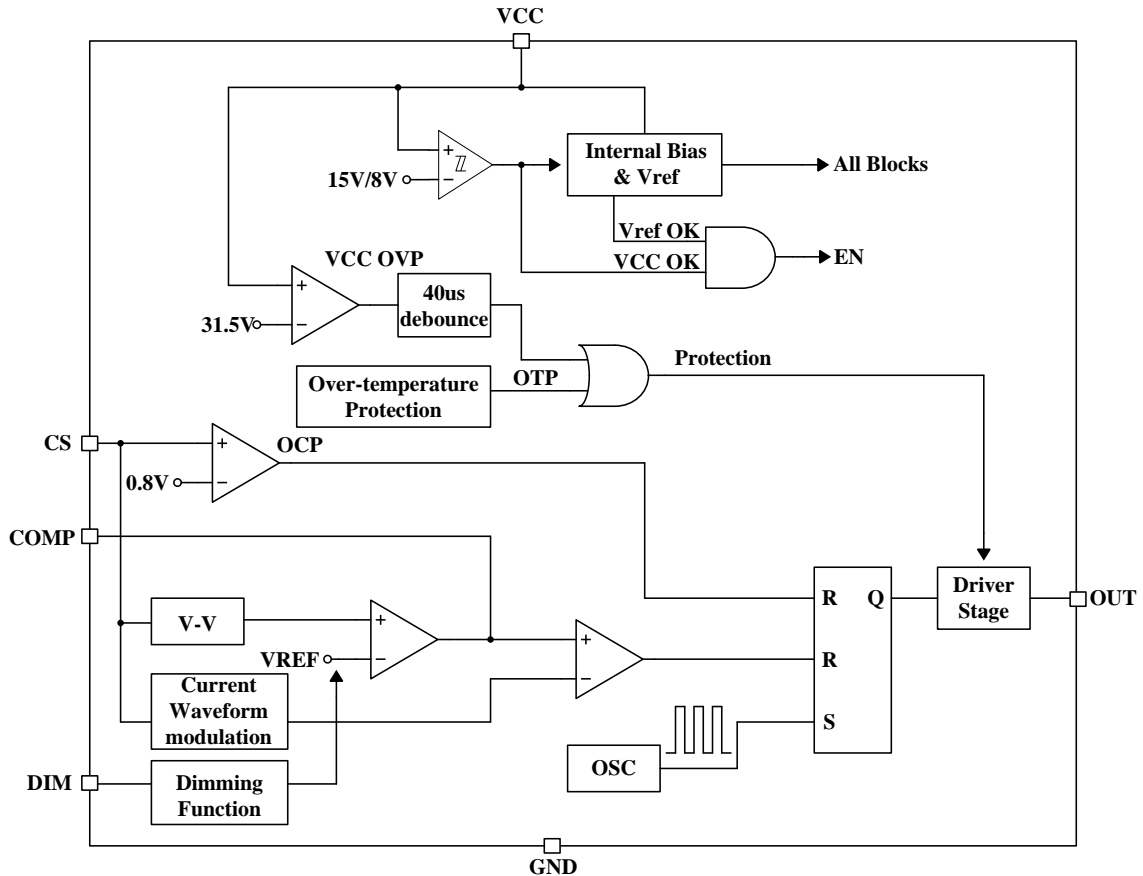 VCC
+
15V/8V
−
Internal Bias
& Vref
All Blocks
Vref OK
VCC OK
EN
VCC OVP
+
31.5V
−
40us
debounce
Over-temperature
Protection
OTP
Protection
CS
+
OCP
0.8V
−
COMP
V-V
+
VREF
−
Current
Waveform
modulation
+
−
DIM
Dimming
Function
OSC
R
Q
R
S
Driver
Stage
OUT
GND